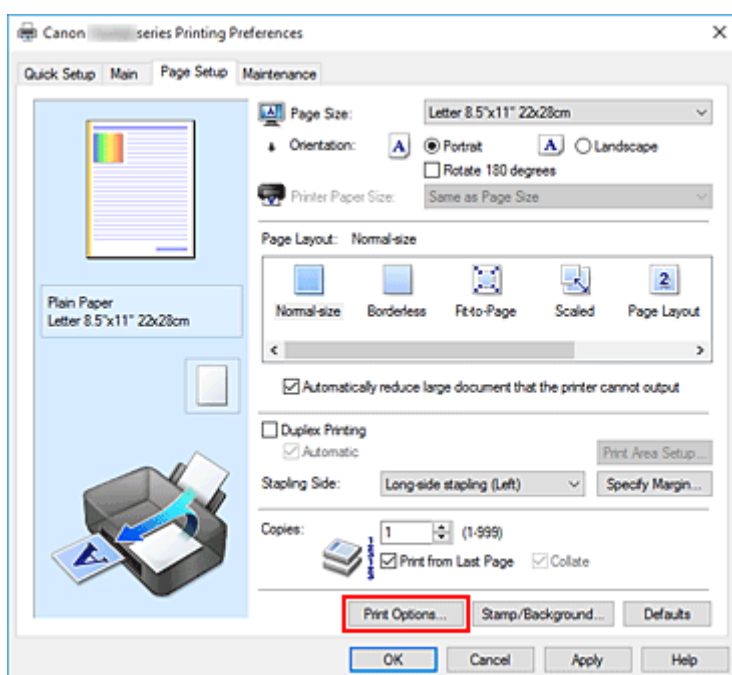 Canon series Printing Preferences
Quick Setup Main Page Setup Maintenance
Page Size: Letter 8.5"x11" 22x28cm
Orientation: A Portrait A Landscape
Rotate 180 degrees
Printer Paper Size: Same as Page Size
Page Layout: Normal-size
2
Normal-size Borderless Fit-to-Page Scaled Page Layout
Plain Paper
Letter 8.5"x11" 22x28cm
Automatically reduce large document that the printer cannot output
Duplex Printing
Automatic
Print Area Setup...
Stapling Side: Long-side stapling (Left) Specify Margin...
Copies: 1 (1-999)
Print from Last Page Collate
A
Print Options... Stamp/Background... Defaults
OK Cancel Apply Help